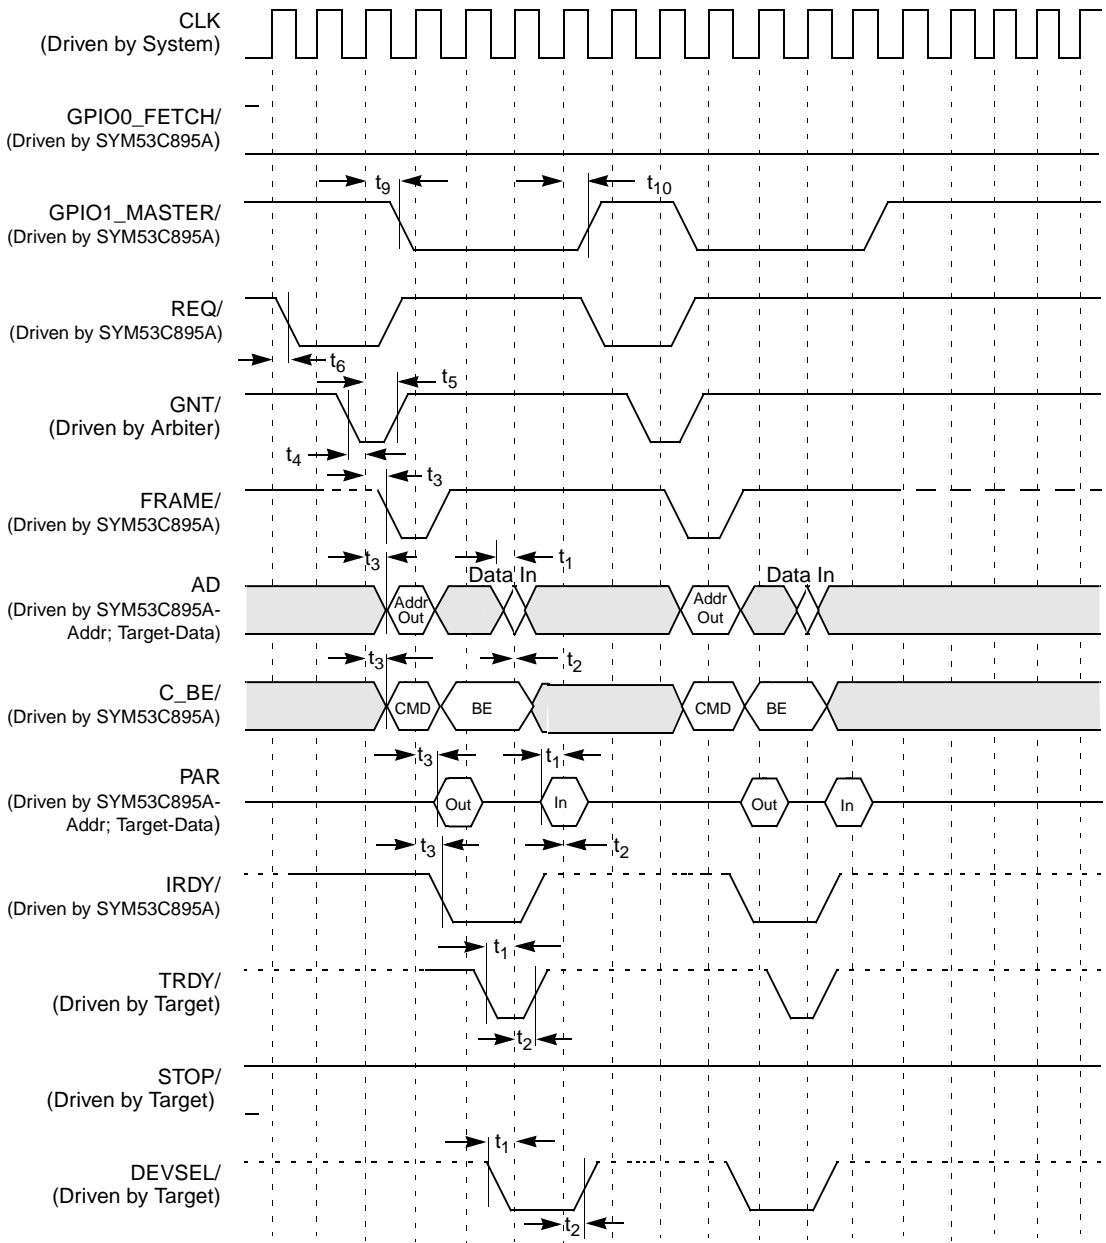 CLK
(Driven by System)
GPIO0_FETCH/
(Driven by SYM53C895A)
t9
t10
GPIO1_MASTER/
(Driven by SYM53C895A)
REQ/
(Driven by SYM53C895A)
t6
t5
GNT/
(Driven by Arbiter)
t4
t3
FRAME/
(Driven by SYM53C895A)
t3
t1
AD
Data In
Data In
(Driven by SYM53C895A-
Addr; Target-Data)
Addr
Out
Addr
Out
t3
t2
C_BE/
(Driven by SYM53C895A)
CMD
BE
CMD
BE
t3
t1
PAR
(Driven by SYM53C895A-
Addr; Target-Data)
Out
In
Out
In
t3
t2
IRDY/
(Driven by SYM53C895A)
t1
TRDY/
(Driven by Target)
t2
STOP/
(Driven by Target)
t1
DEVSEL/
(Driven by Target)
t2